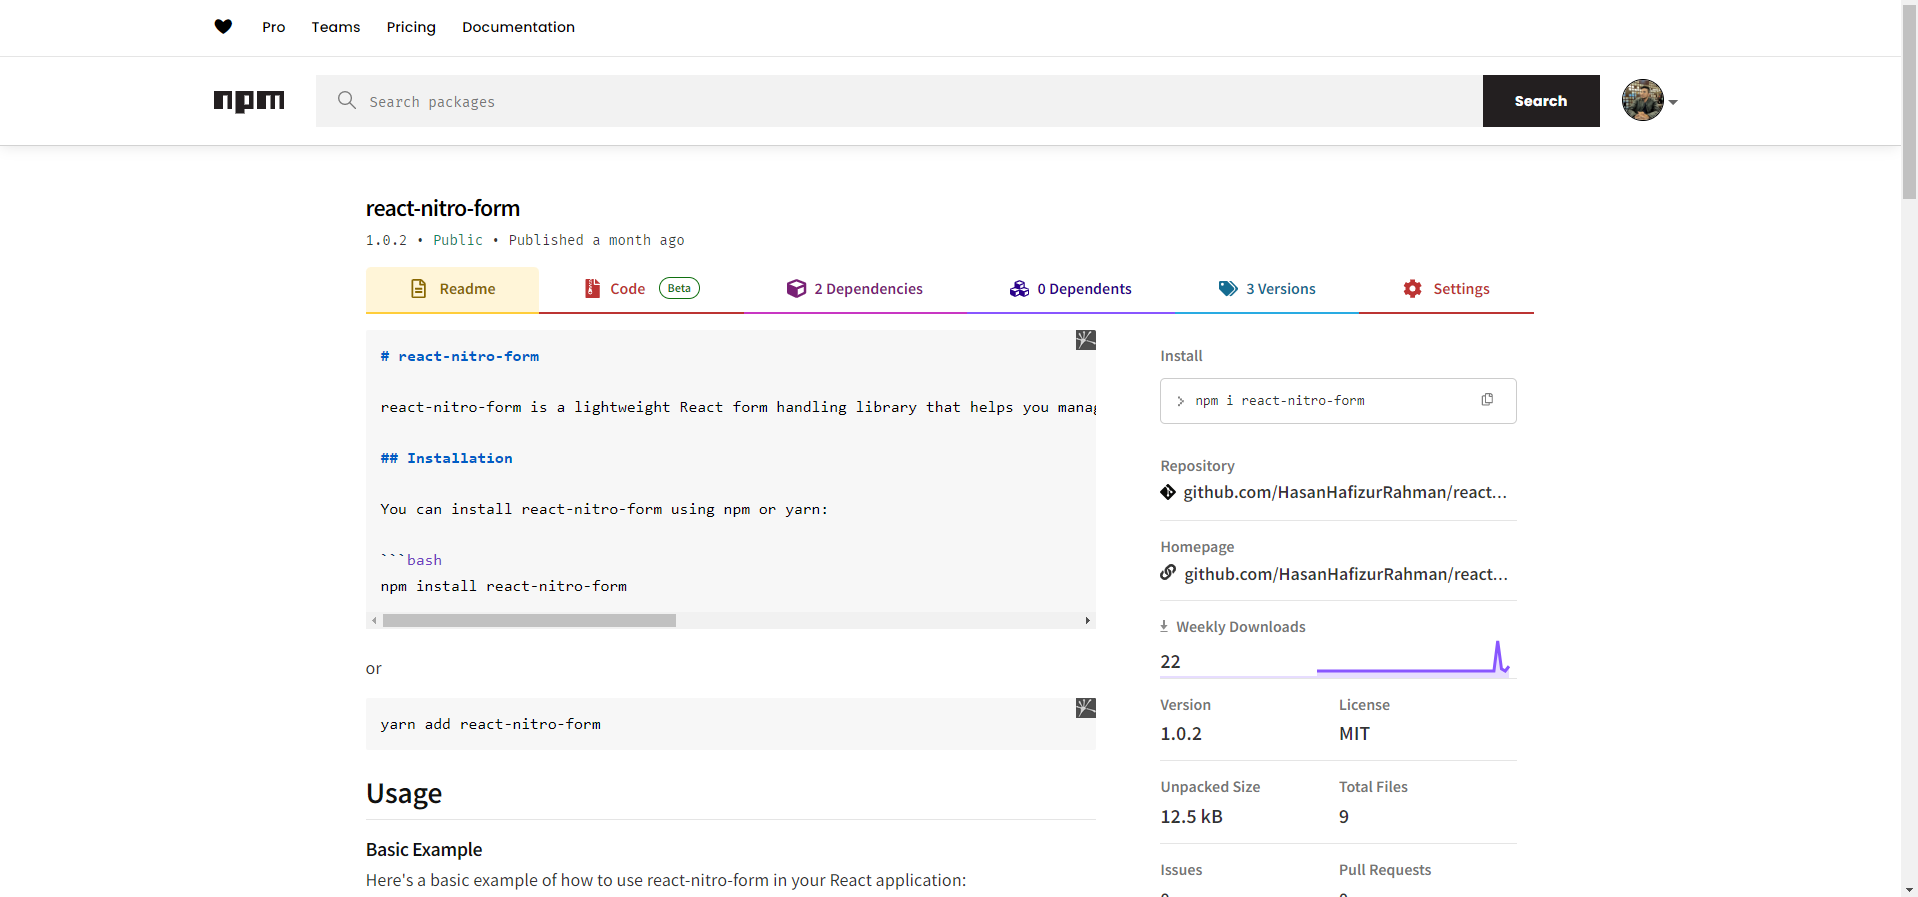 Pro Teams Pricing Documentation
npm Search packages Search
react-nitro-form
1.0.2 • Public • Published a month ago
Readme Code Beta 2 Dependencies 0 Dependents 3 Versions Settings
# react-nitro-form
react-nitro-form is a lightweight React form handling library that helps you manag
## Installation
You can install react-nitro-form using npm or yarn:
```bash
npm install react-nitro-form
or
yarn add react-nitro-form
Usage
Basic Example
Here's a basic example of how to use react-nitro-form in your React application:
Install
> npm i react-nitro-form
Repository
github.com/HasanHafizurRahman/react...
Homepage
github.com/HasanHafizurRahman/react...
Weekly Downloads
22
Version License
1.0.2 MIT
Unpacked Size Total Files
12.5 kB 9
Issues Pull Requests